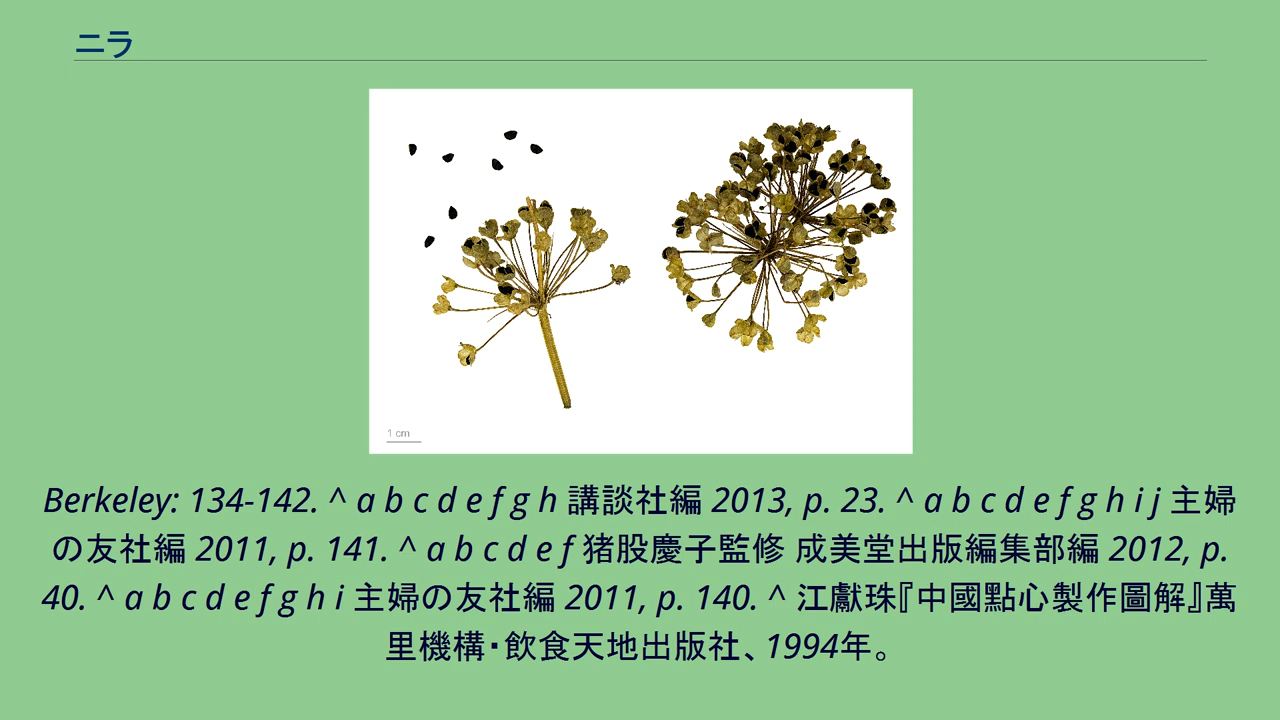 ニラ
1 cm
Berkeley: 134-142. ^ a b c d e f g h 講談社編 2013, p. 23. ^ a b c d e f g h i j 主婦
の友社編 2011, p. 141. ^ a b c d e f 猪股慶子監修 成美堂出版編集部編 2012, p.
40. ^ a b c d e f g h i 主婦の友社編 2011, p. 140. ^ 江獻珠『中國點心製作圖解』萬
里機構・飲食天地出版社、1994年。